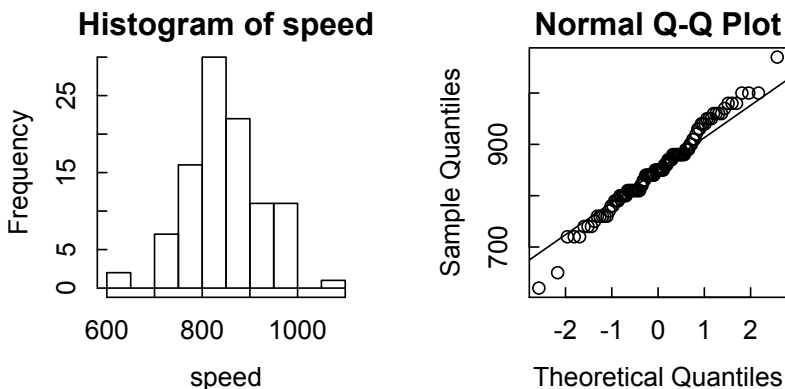 Histogram of speed
Frequency
25
15
5
0
600 800 1000
speed
Normal Q-Q Plot
Sample Quantiles
900
700
-2 -1 0 1 2
Theoretical Quantiles